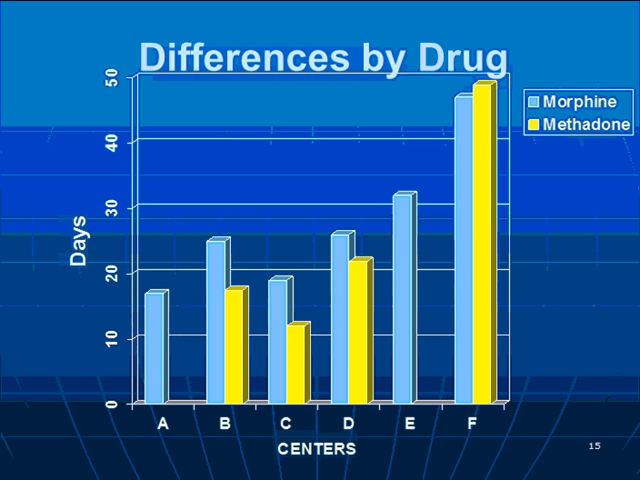 Differences by Drug
Morphine
Methadone
Days
50
40
30
20
10
0
A B C D E F
CENTERS
15